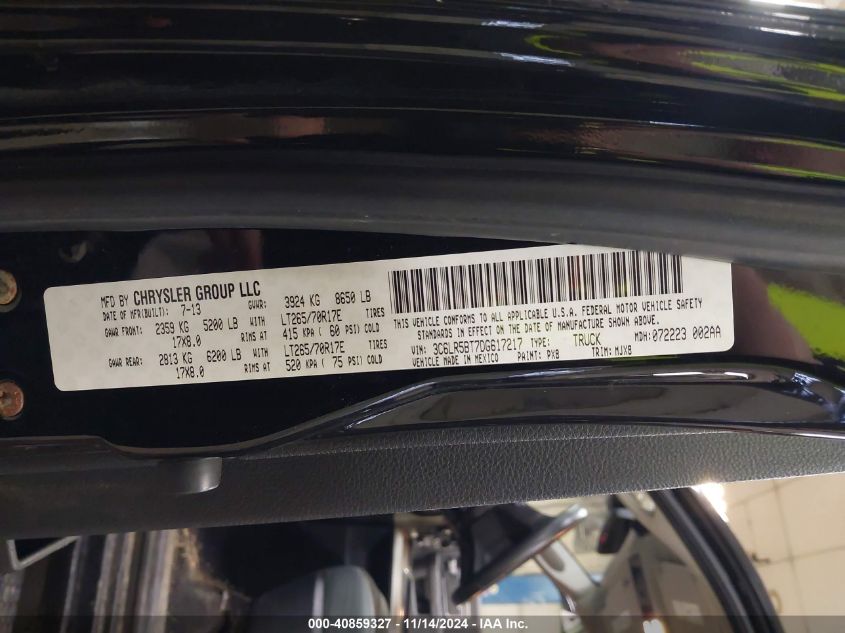 MFD BY CHRYSLER GROUP LLC
DATE OF MFR(BUILT): 7-13 GVWR: 3924 KG 8650 LB
GAWR FRONT: 2359 KG 5200 LB WITH LT265/70R17E TIRES
17X8.0 RIMS AT 415 KPA ( 60 PSI) COLD
GAWR REAR: 2813 KG 6200 LB WITH LT265/70R17E TIRES
17X8.0 RIMS AT 520 KPA ( 75 PSI) COLD
THIS VEHICLE CONFORMS TO ALL APPLICABLE U.S.A. FEDERAL MOTOR VEHICLE SAFETY
STANDARDS IN EFFECT ON THE DATE OF MANUFACTURE SHOWN ABOVE.
VIN: 3C6LR5BT7DG617217 TYPE: TRUCK MDH: 072223 002AA
VEHICLE MADE IN MEXICO PAINT: PX8 TRIM: MJX8
000-40859327 - 11/14/2024 - IAA Inc.